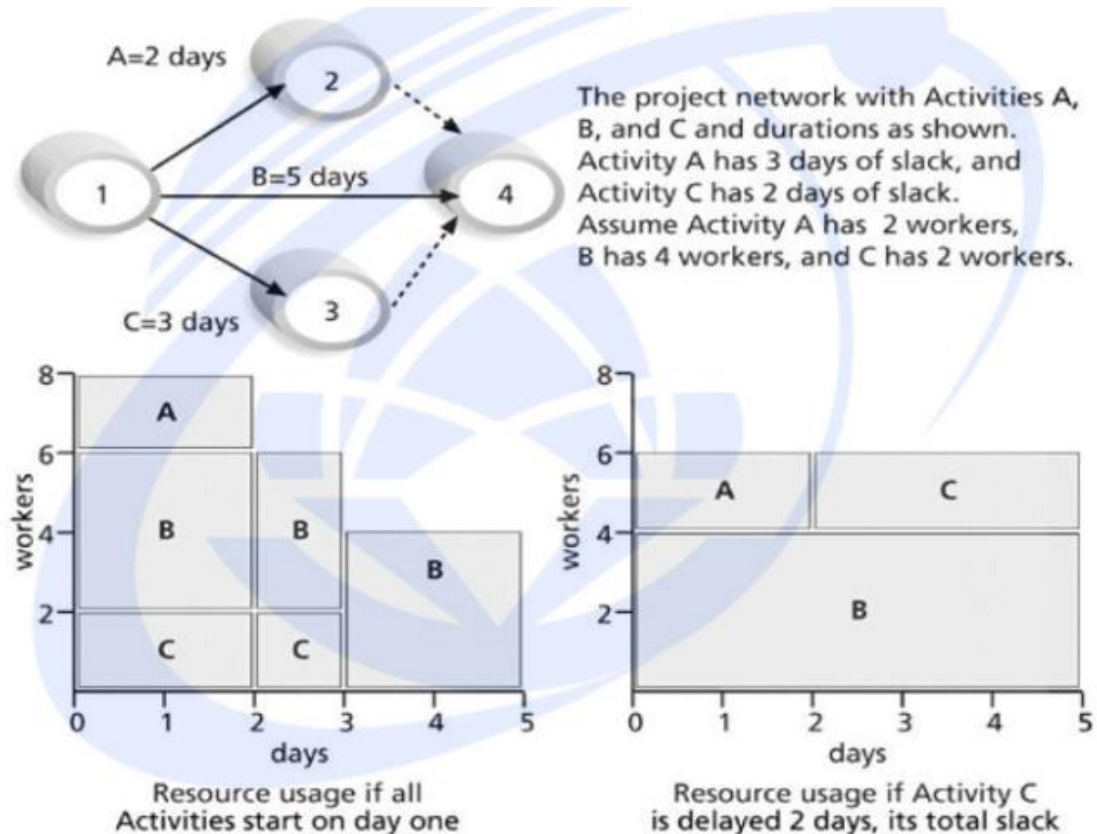 A=2 days
2
The project network with Activities A,
B, and C and durations as shown.
Activity A has 3 days of slack, and
Activity C has 2 days of slack.
Assume Activity A has 2 workers,
B has 4 workers, and C has 2 workers.
1
B=5 days
4
C=3 days
3
8
A
6
workers
B
B
4
B
2
C
C
0
1
2
3
4
5
days
Resource usage if all
Activities start on day one
8
6
workers
A
C
4
2
B
0
1
2
3
4
5
days
Resource usage if Activity C
is delayed 2 days, its total slack